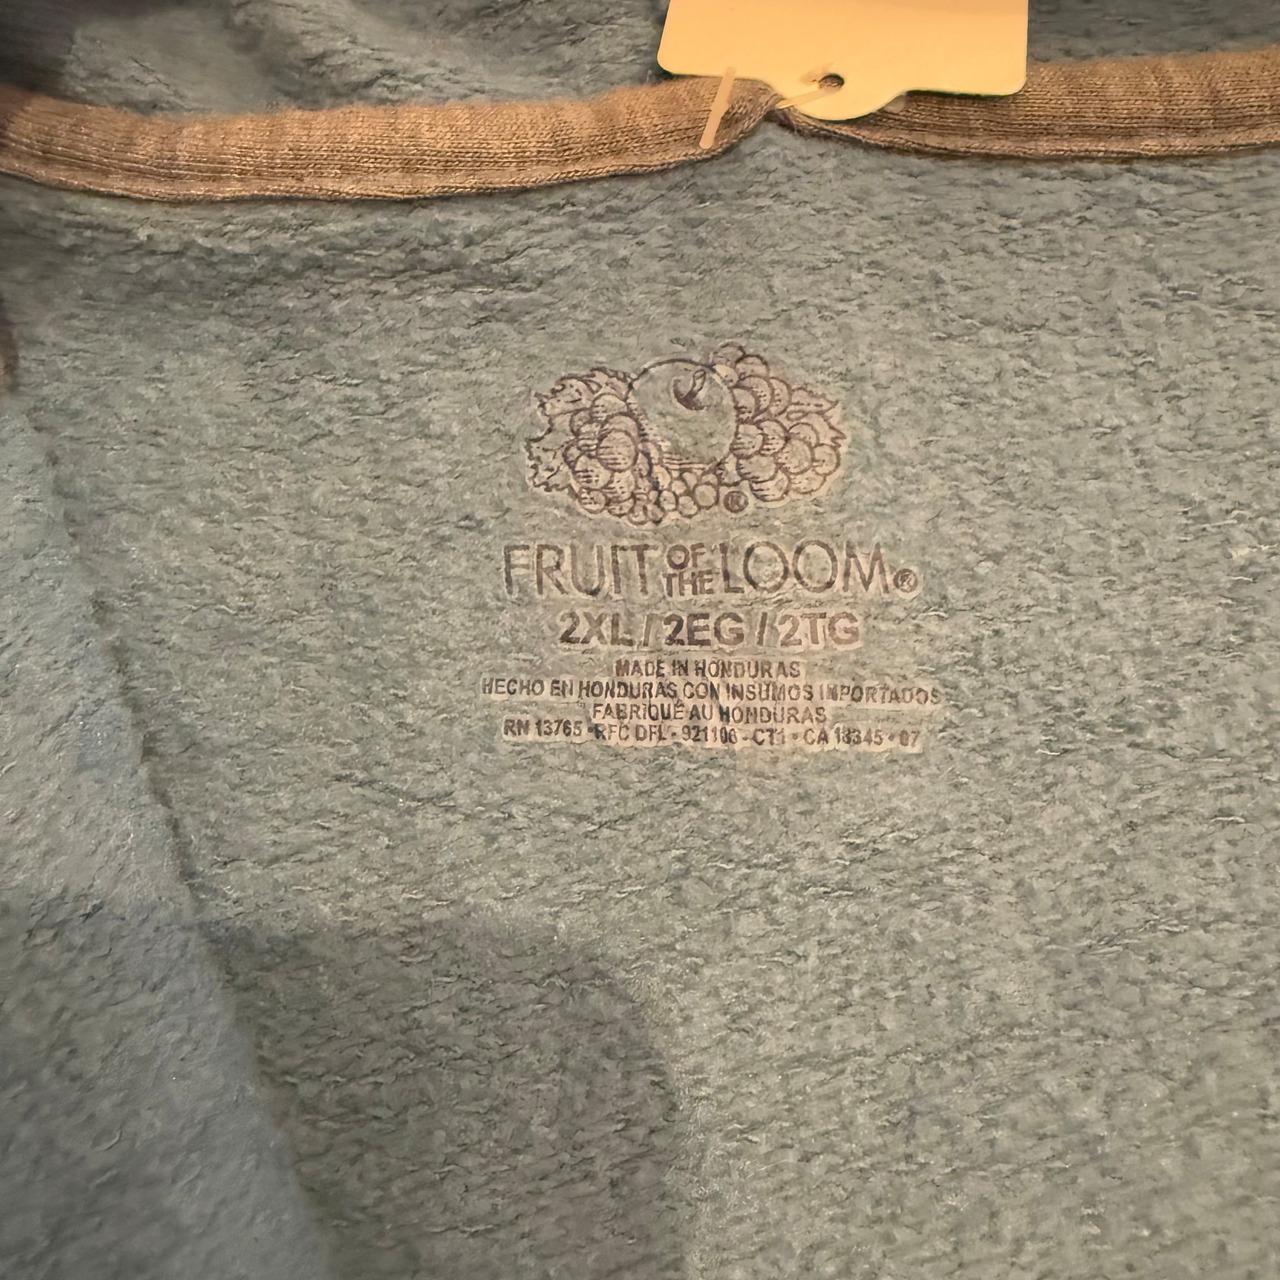 FRUIT OF THE LOOM®
2XL / 2EG / 2TG
MADE IN HONDURAS
HECHO EN HONDURAS CON INSUMOS IMPORTADOS
FABRIQUÉ AU HONDURAS
RN 13765 - RFC DFL - 921106 - CT1 - CA 13345 - 07